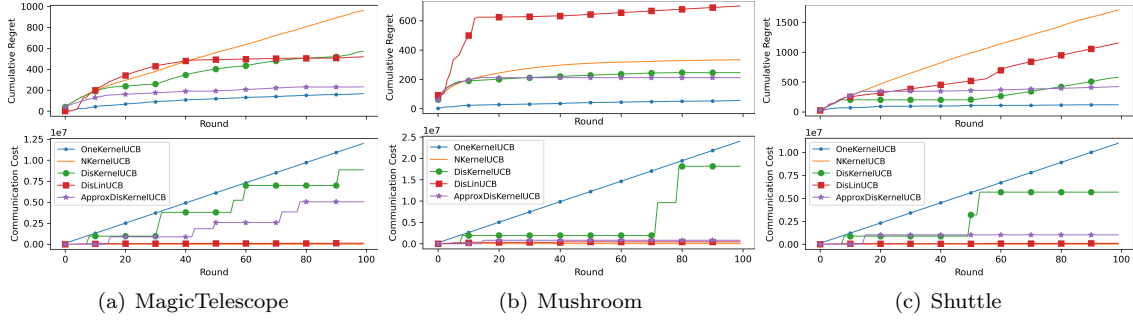 Cumulative Regret
1000
800
600
400
200
0
Round
1e7
Communication Cost
1.25
1.00
0.75
0.50
0.25
0.00
OneKernelUCB
NKernelUCB
DisKernelUCB
DisLinUCB
ApproxDisKernelUCB
0 20 40 60 80 100
Round
(a) MagicTelescope
Cumulative Regret
600
400
200
0
Round
1e7
Communication Cost
2.5
2.0
1.5
1.0
0.5
0.0
OneKernelUCB
NKernelUCB
DisKernelUCB
DisLinUCB
ApproxDisKernelUCB
0 20 40 60 80 100
Round
(b) Mushroom
Cumulative Regret
1500
1000
500
0
Round
1e7
Communication Cost
1.00
0.75
0.50
0.25
0.00
OneKernelUCB
NKernelUCB
DisKernelUCB
DisLinUCB
ApproxDisKernelUCB
0 20 40 60 80 100
Round
(c) Shuttle